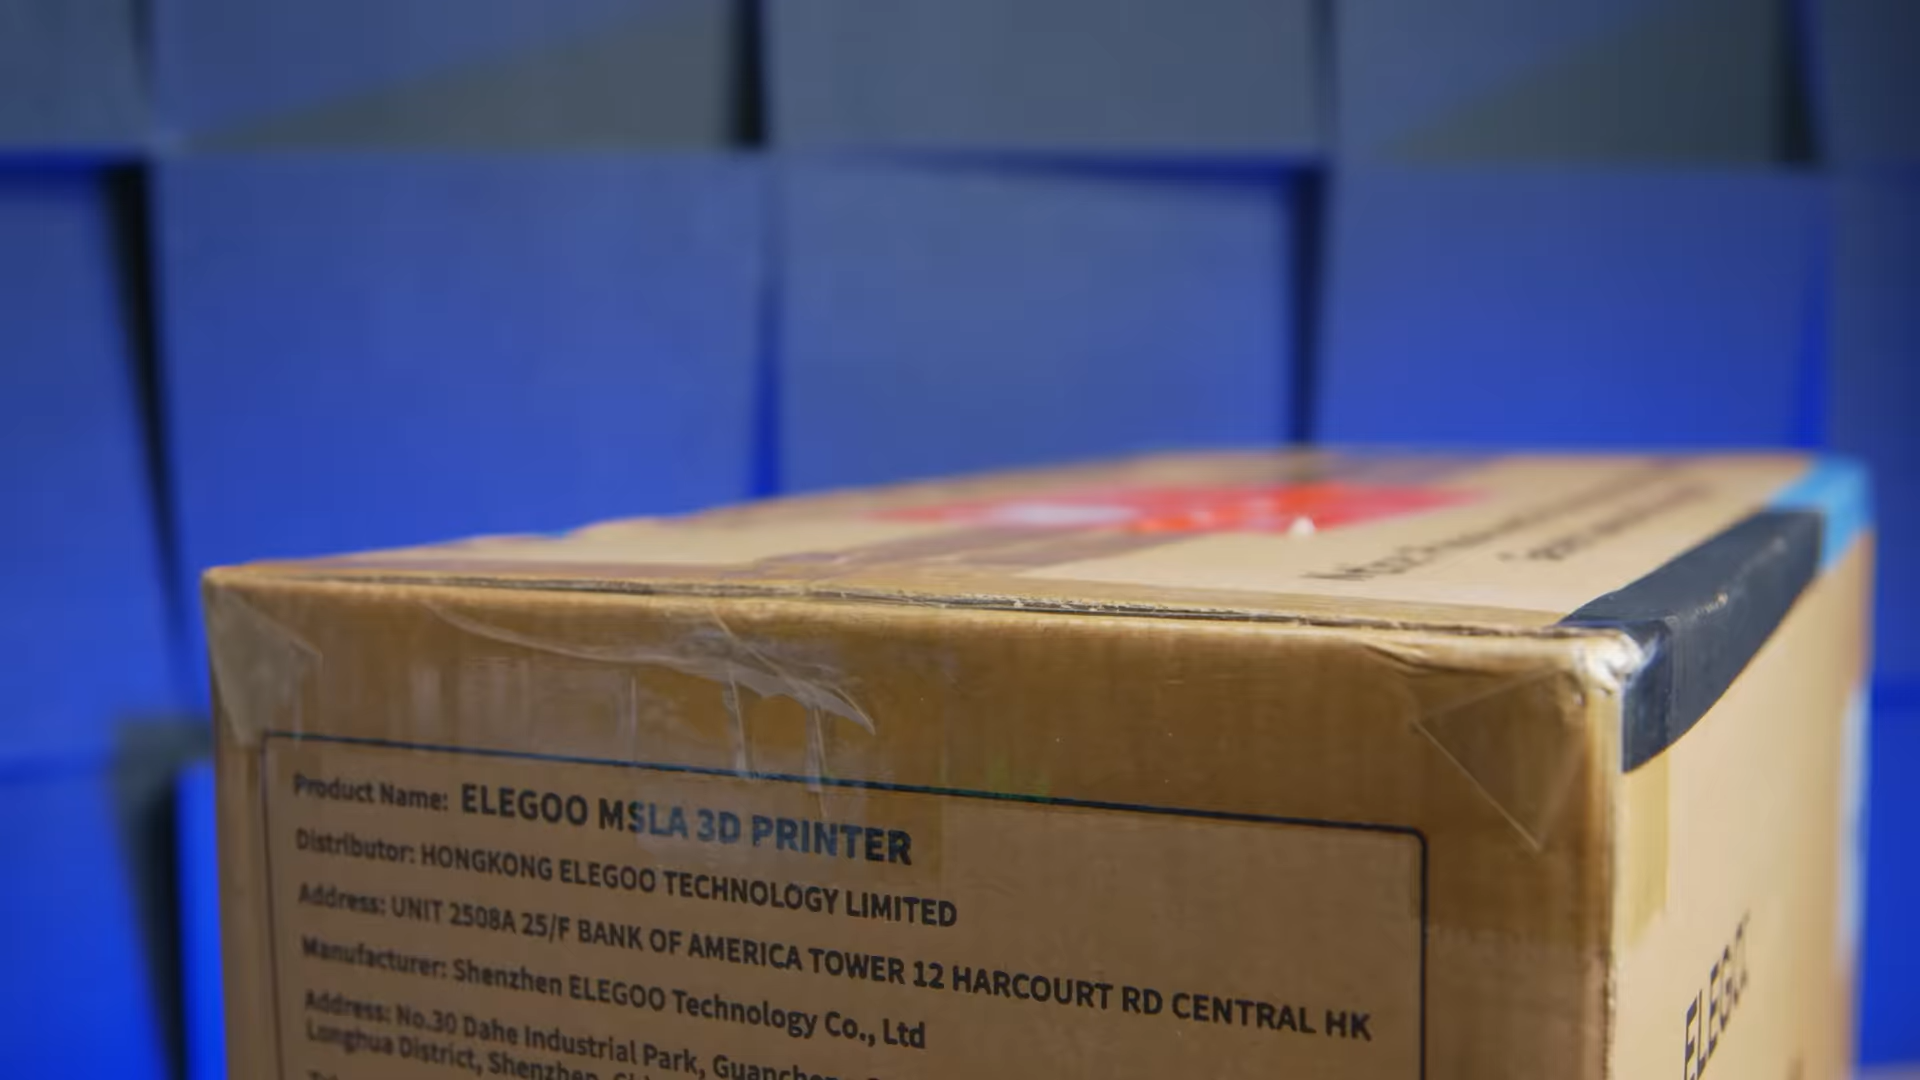 Product Name: ELEGOO MSLA 3D PRINTER
Distributor: HONGKONG ELEGOO TECHNOLOGY LIMITED
Address: UNIT 2508A 25/F BANK OF AMERICA TOWER 12 HARCOURT RD CENTRAL HK
Manufacturer: Shenzhen ELEGOO Technology Co., Ltd
Address: No.30 Dahe Industrial Park,
Longhua District, Shenzhen,
ELEGOO